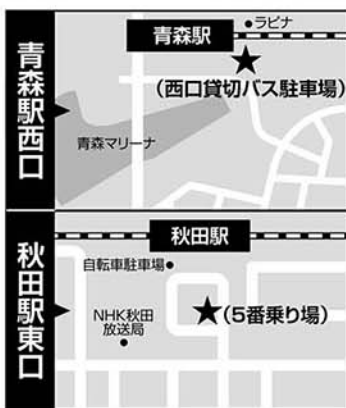 青森駅西口
青森駅
ラビナ
(西口貸切バス駐車場)
青森マリーナ
秋田駅東口
秋田駅
自転車駐車場
NHK秋田
放送局
(5番乗り場)